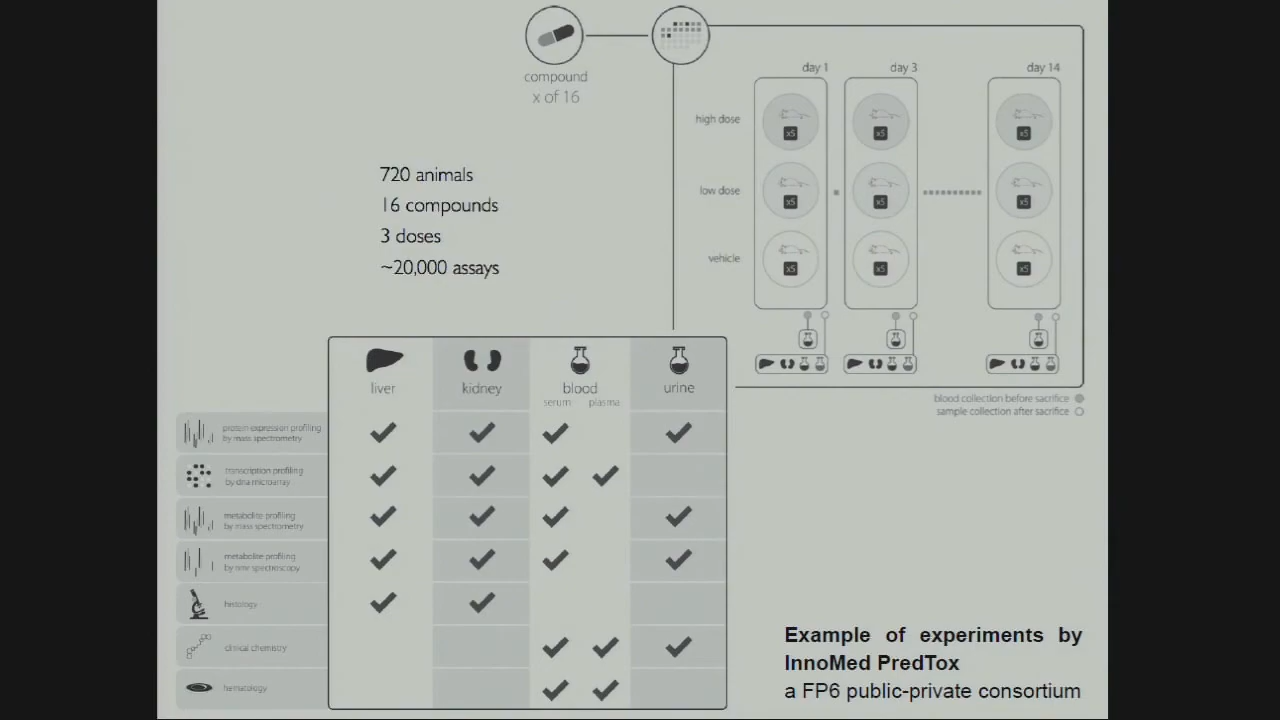 compound
x of 16
day 1
day 3
day 14
high dose
x5
x5
x5
low dose
x5
x5
x5
vehicle
x5
x5
x5
720 animals
16 compounds
3 doses
~20,000 assays
blood collection before sacrifice
sample collection after sacrifice
liver
kidney
blood
serum
plasma
urine
protein expression profiling
by mass spectrometry
transcription profiling
by dna microarray
metabolite profiling
by mass spectrometry
metabolite profiling
by nmr spectroscopy
histology
clinical chemistry
hematology
Example of experiments by
InnoMed PredTox
a FP6 public-private consortium